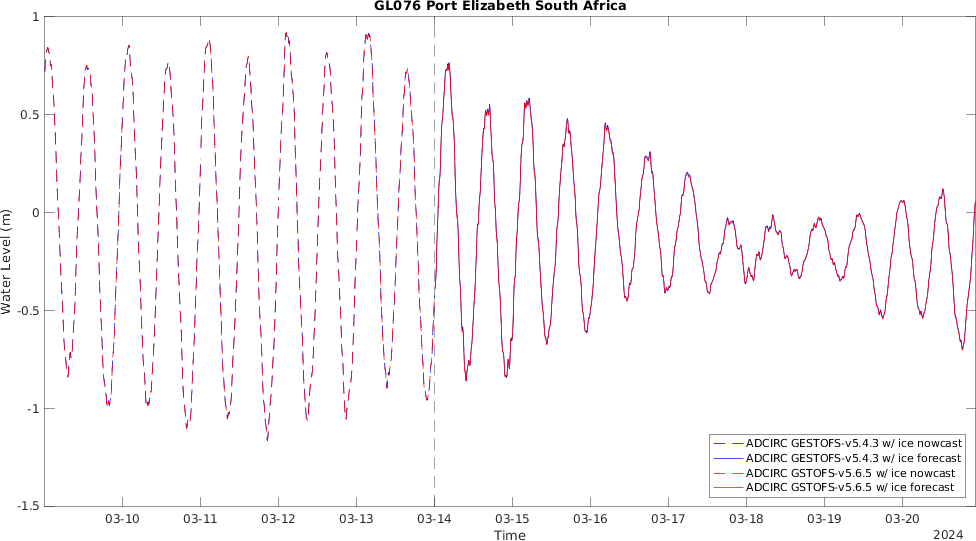 GL076 Port Elizabeth South Africa
1
0.5
0
-0.5
-1
-1.5
Water Level (m)
03-10 03-11 03-12 03-13 03-14 03-15 03-16 03-17 03-18 03-19 03-20
Time
2024
ADCIRC GESTOFS-v5.4.3 w/ ice nowcast
ADCIRC GESTOFS-v5.4.3 w/ ice forecast
ADCIRC GSTOFS-v5.6.5 w/ ice nowcast
ADCIRC GSTOFS-v5.6.5 w/ ice forecast